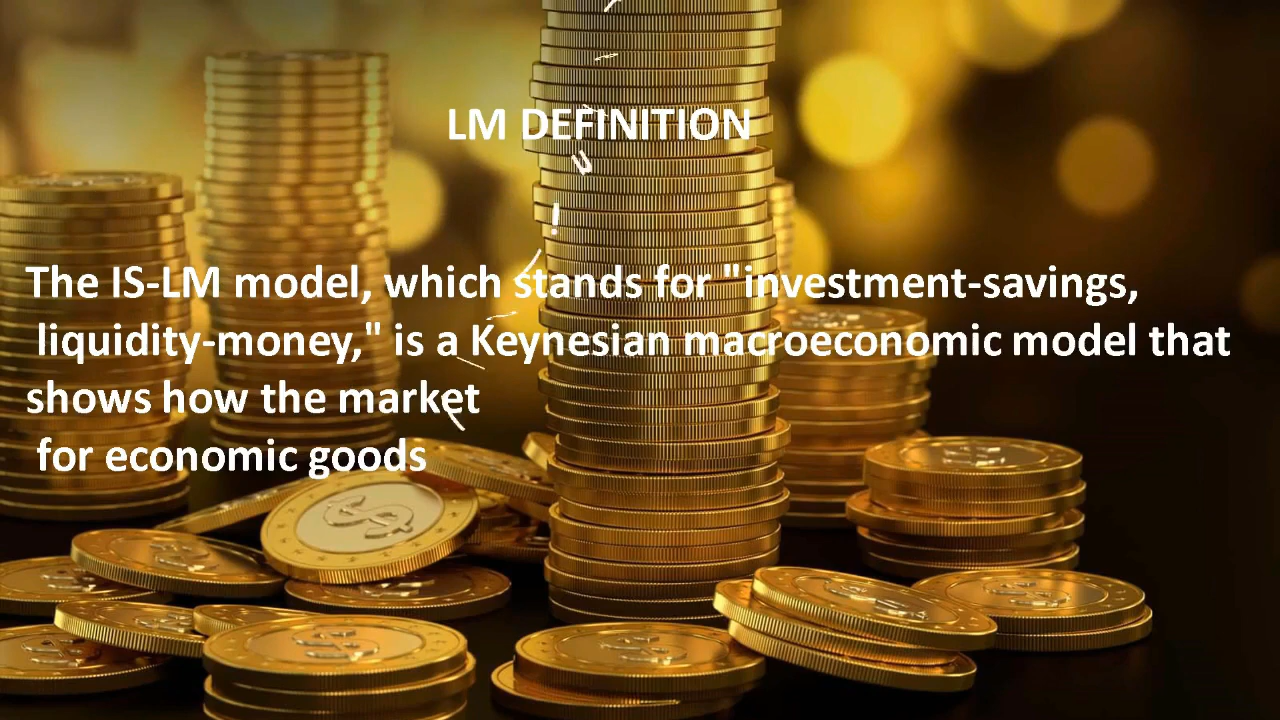 LM DEFINITION
The IS-LM model, which stands for "investment-savings,
liquidity-money," is a Keynesian macroeconomic model that
shows how the market
for economic goods